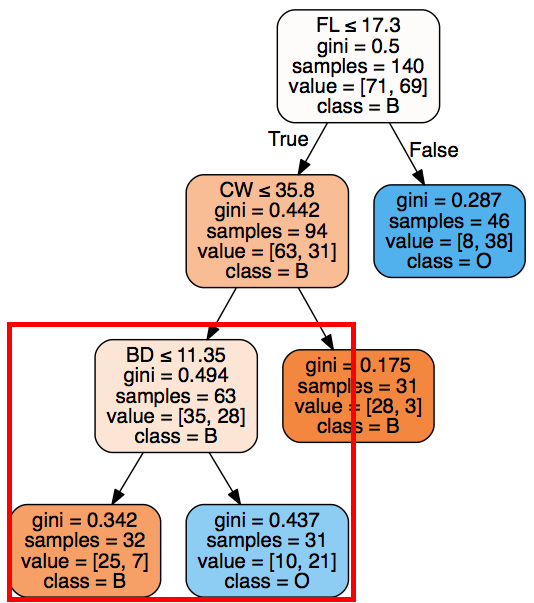 FL ≤ 17.3
gini = 0.5
samples = 140
value = [71, 69]
class = B
True
False
CW ≤ 35.8
gini = 0.442
samples = 94
value = [63, 31]
class = B
gini = 0.287
samples = 46
value = [8, 38]
class = O
BD ≤ 11.35
gini = 0.494
samples = 63
value = [35, 28]
class = B
gini = 0.175
samples = 31
value = [28, 3]
class = B
gini = 0.342
samples = 32
value = [25, 7]
class = B
gini = 0.437
samples = 31
value = [10, 21]
class = O